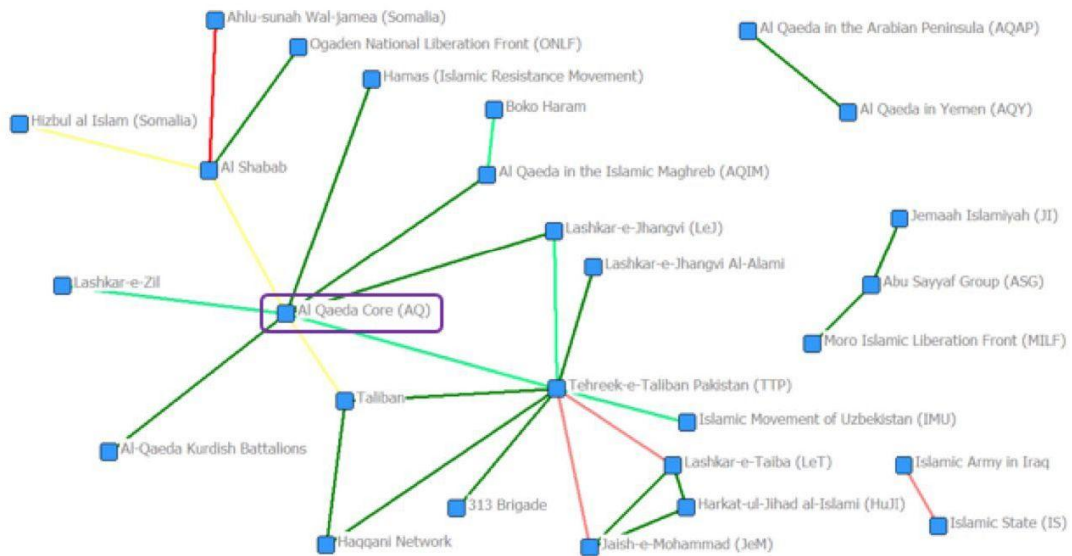 Ahlu-sunah Wal-jamea (Somalia)
Ogaden National Liberation Front (ONLF)
Al Qaeda in the Arabian Peninsula (AQAP)
Hamas (Islamic Resistance Movement)
Boko Haram
Al Qaeda in Yemen (AQY)
Hizbul al Islam (Somalia)
Al Shabab
Al Qaeda in the Islamic Maghreb (AQIM)
Jemaah Islamiyah (JI)
Lashkar-e-Jhangvi (LeJ)
Lashkar-e-Jhangvi Al-Alami
Lashkar-e-Zil
Abu Sayyaf Group (ASG)
Al Qaeda Core (AQ)
Moro Islamic Liberation Front (MILF)
Tehreek-e-Taliban Pakistan (TTP)
Taliban
Islamic Movement of Uzbekistan (IMU)
Al-Qaeda Kurdish Battalions
Lashkar-e-Taiba (LeT)
Islamic Army in Iraq
313 Brigade
Harkat-ul-Jihad al-Islami (HuJI)
Islamic State (IS)
Haqqani Network
Jaish-e-Mohammad (JeM)